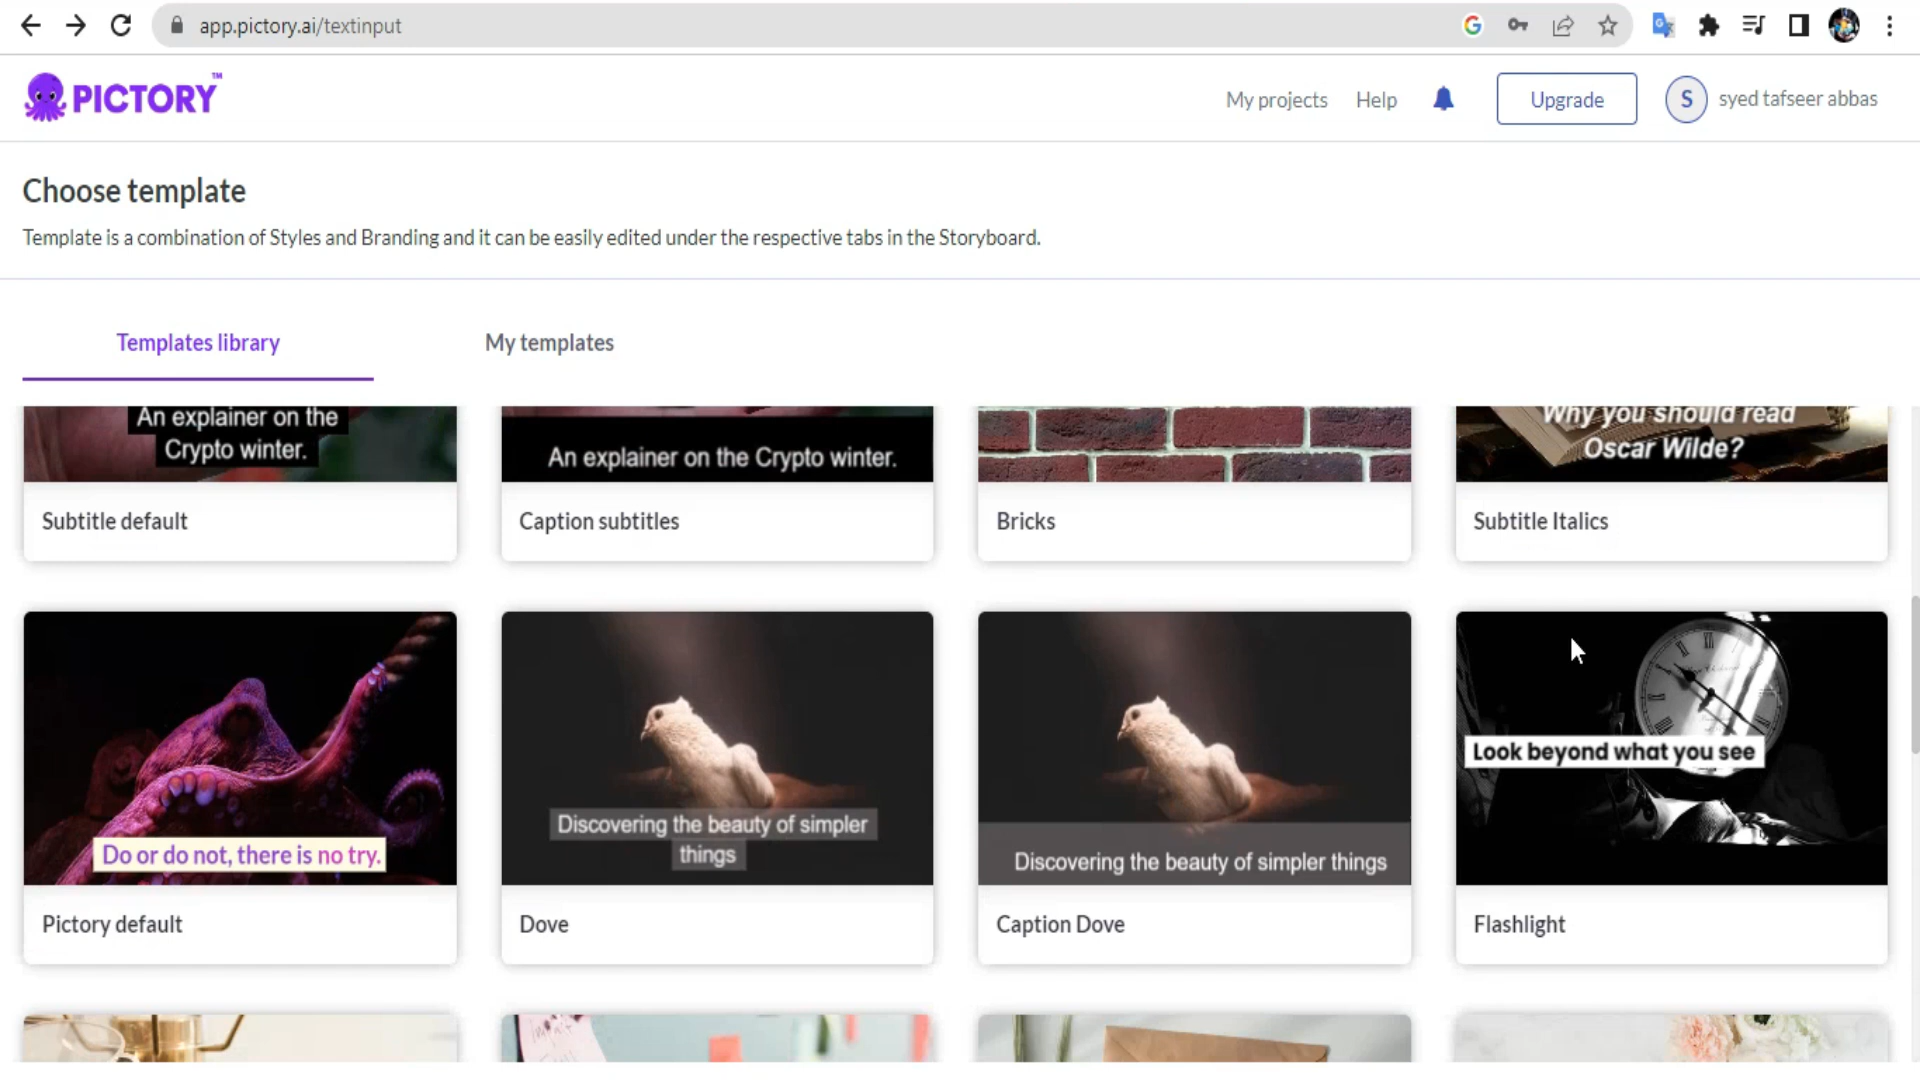 app.pictory.ai/textinput
PICTORY™
My projects
Help
Upgrade
S
syed tafseer abbas
Choose template
Template is a combination of Styles and Branding and it can be easily edited under the respective tabs in the Storyboard.
Templates library
My templates
An explainer on the
Crypto winter.
An explainer on the Crypto winter.
Why you should read
Oscar Wilde?
Subtitle default
Caption subtitles
Bricks
Subtitle Italics
Do or do not, there is no try.
Discovering the beauty of simpler
things
Discovering the beauty of simpler things
Look beyond what you see
Pictory default
Dove
Caption Dove
Flashlight